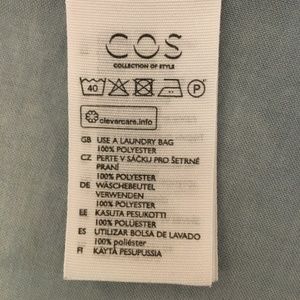 COS
COLLECTION OF STYLE
40 P
clevercare.info
GB USE A LAUNDRY BAG
100% POLYESTER
CZ PERTE V SÁČKU PRO ŠETRNÉ
PRANÍ
100% POLYESTER
DE WÄSCHEBEUTEL
VERWENDEN
100% POLYESTER
EE KASUTA PESUKOTTI
100% POLÜESTER
ES UTILIZAR BOLSA DE LAVADO
100% poliéster
FI KÄYTÄ PESUPUSSIA